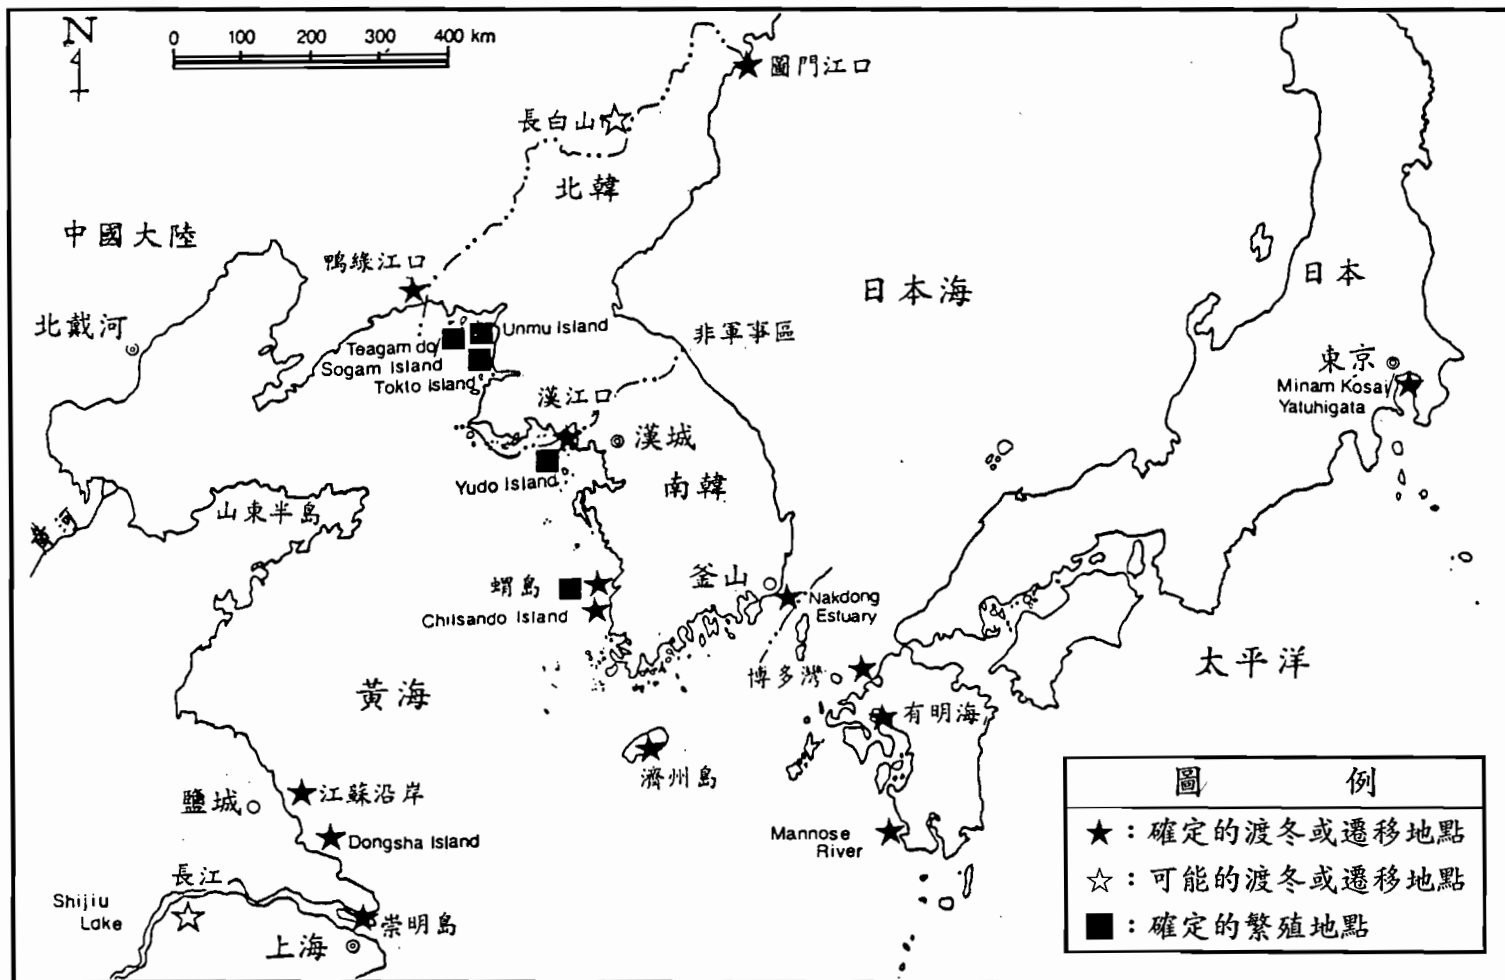 N
0 100 200 300 400 km
圖門江口
長白山
北韓
中國大陸
鴨綠江口
日本海
日本
北戴河
Unmu Island
非軍事區
Teagam do
Sogam Island
Tokto Island
東京
Minam Kosai
Yatuhigata
漢江口
漢城
Yudo Island
南韓
山東半島
黃河
蝟島
釜山
Chilsando Island
Nakdong
Estuary
太平洋
博多灣
黃海
有明海
濟州島
江蘇沿岸
鹽城
Dongsha Island
Mannose
River
長江
Shijiu
Lake
崇明島
上海
圖 例
★：確定的渡冬或遷移地點
☆：可能的渡冬或遷移地點
■：確定的繁殖地點